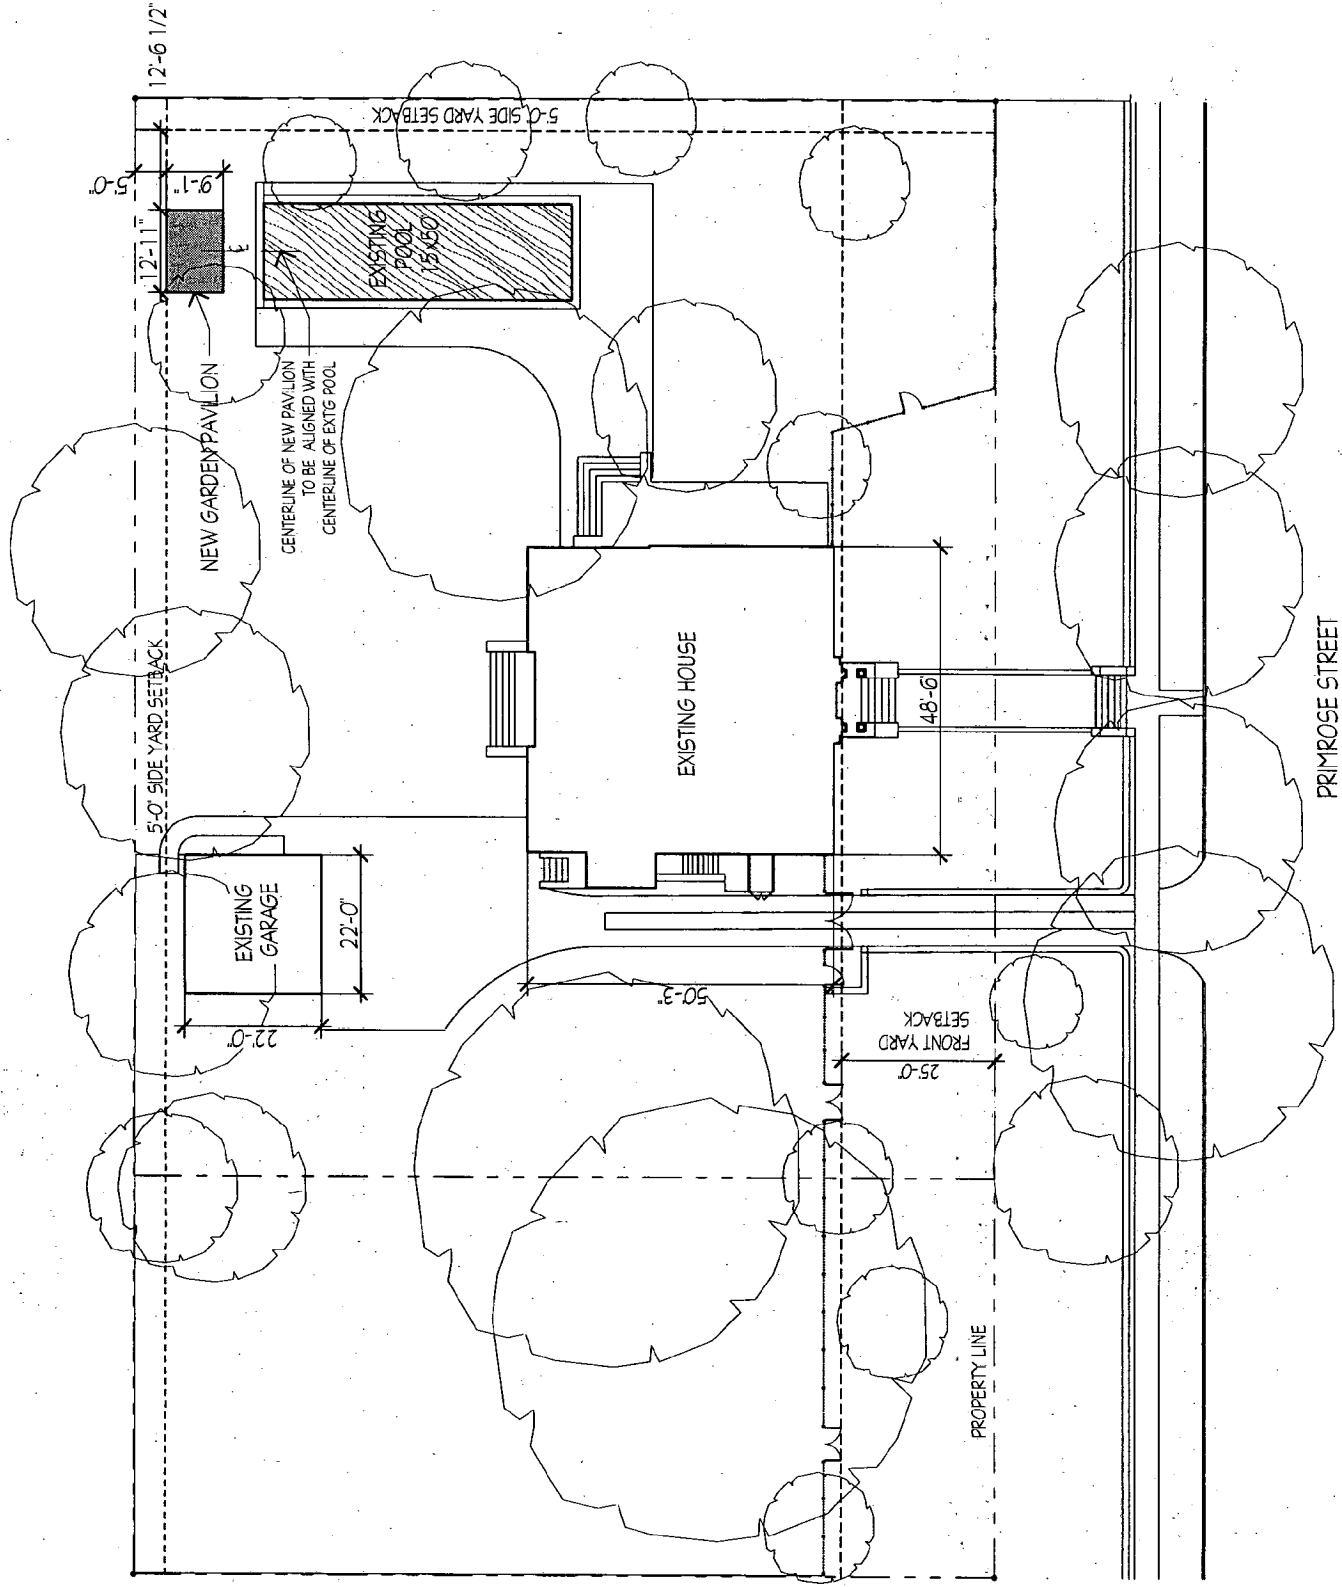 12'-6 1/2"
5'-0"
9'-1"
12'-11"
5'-0" SIDE YARD SETBACK
EXISTING
POOL
15x50
℄
NEW GARDEN PAVILION
CENTERLINE OF NEW PAVILION
TO BE ALIGNED WITH
CENTERLINE OF EXTG POOL
5'-0" SIDE YARD SETBACK
EXISTING HOUSE
48'-6"
EXISTING
GARAGE
22'-0"
22'-0"
50'-3"
FRONT YARD
SETBACK
25'-0"
PROPERTY LINE
PRIMROSE STREET